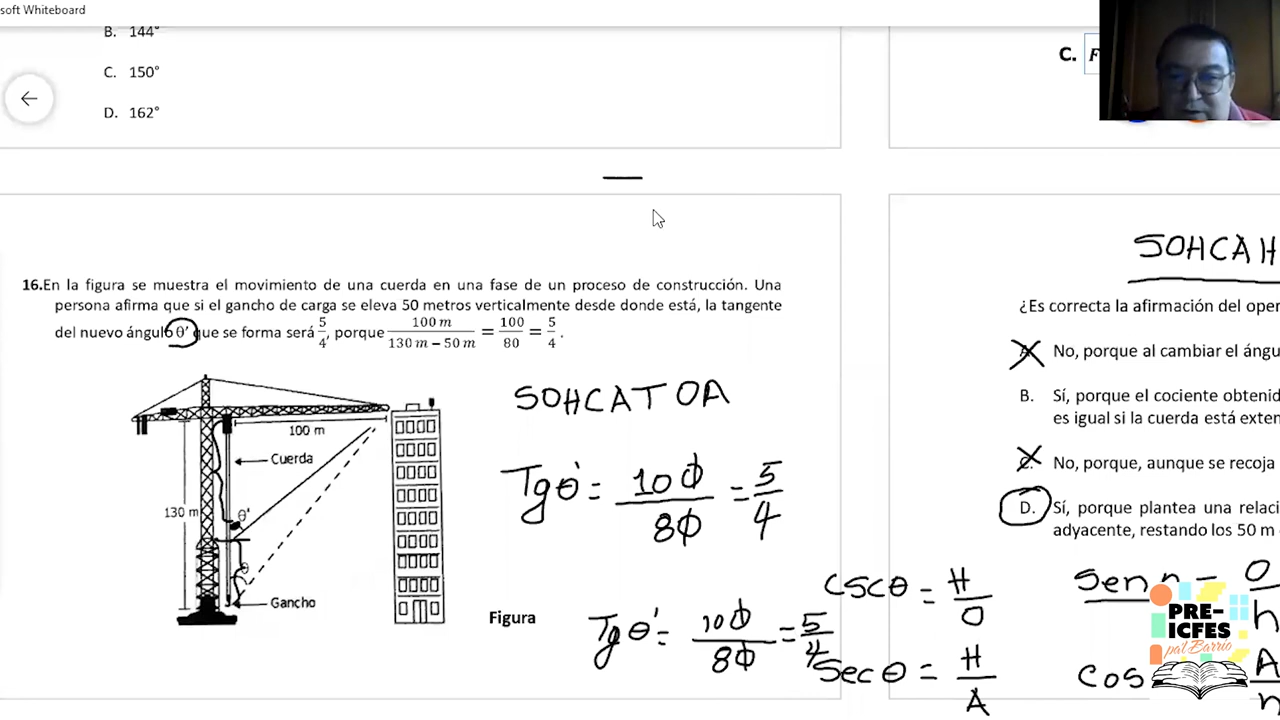 soft Whiteboard
B. 144°
C. 150°
D. 162°
C. F
16.En la figura se muestra el movimiento de una cuerda en una fase de un proceso de construcción. Una
persona afirma que si el gancho de carga se eleva 50 metros verticalmente desde donde está, la tangente
del nuevo ángulo θ' que se forma será 5/4, porque 100 m / 130 m – 50 m = 100/80 = 5/4.
100 m
Cuerda
130 m
θ'
θ
Gancho
Figura
SOHCATOA
Tgθ' = 100/80 = 5/4
Tgθ' = 100/80 = 5/4
cscθ = H/O
Secθ = H/A
SOHCAH
¿Es correcta la afirmación del oper
A. No, porque al cambiar el ángu
B. Sí, porque el cociente obtenid
es igual si la cuerda está exten
C. No, porque, aunque se recoja
D. Sí, porque plantea una relaci
adyacente, restando los 50 m
Sen = O/h
cos A/h
PRE-
ICFES
pal Barrio